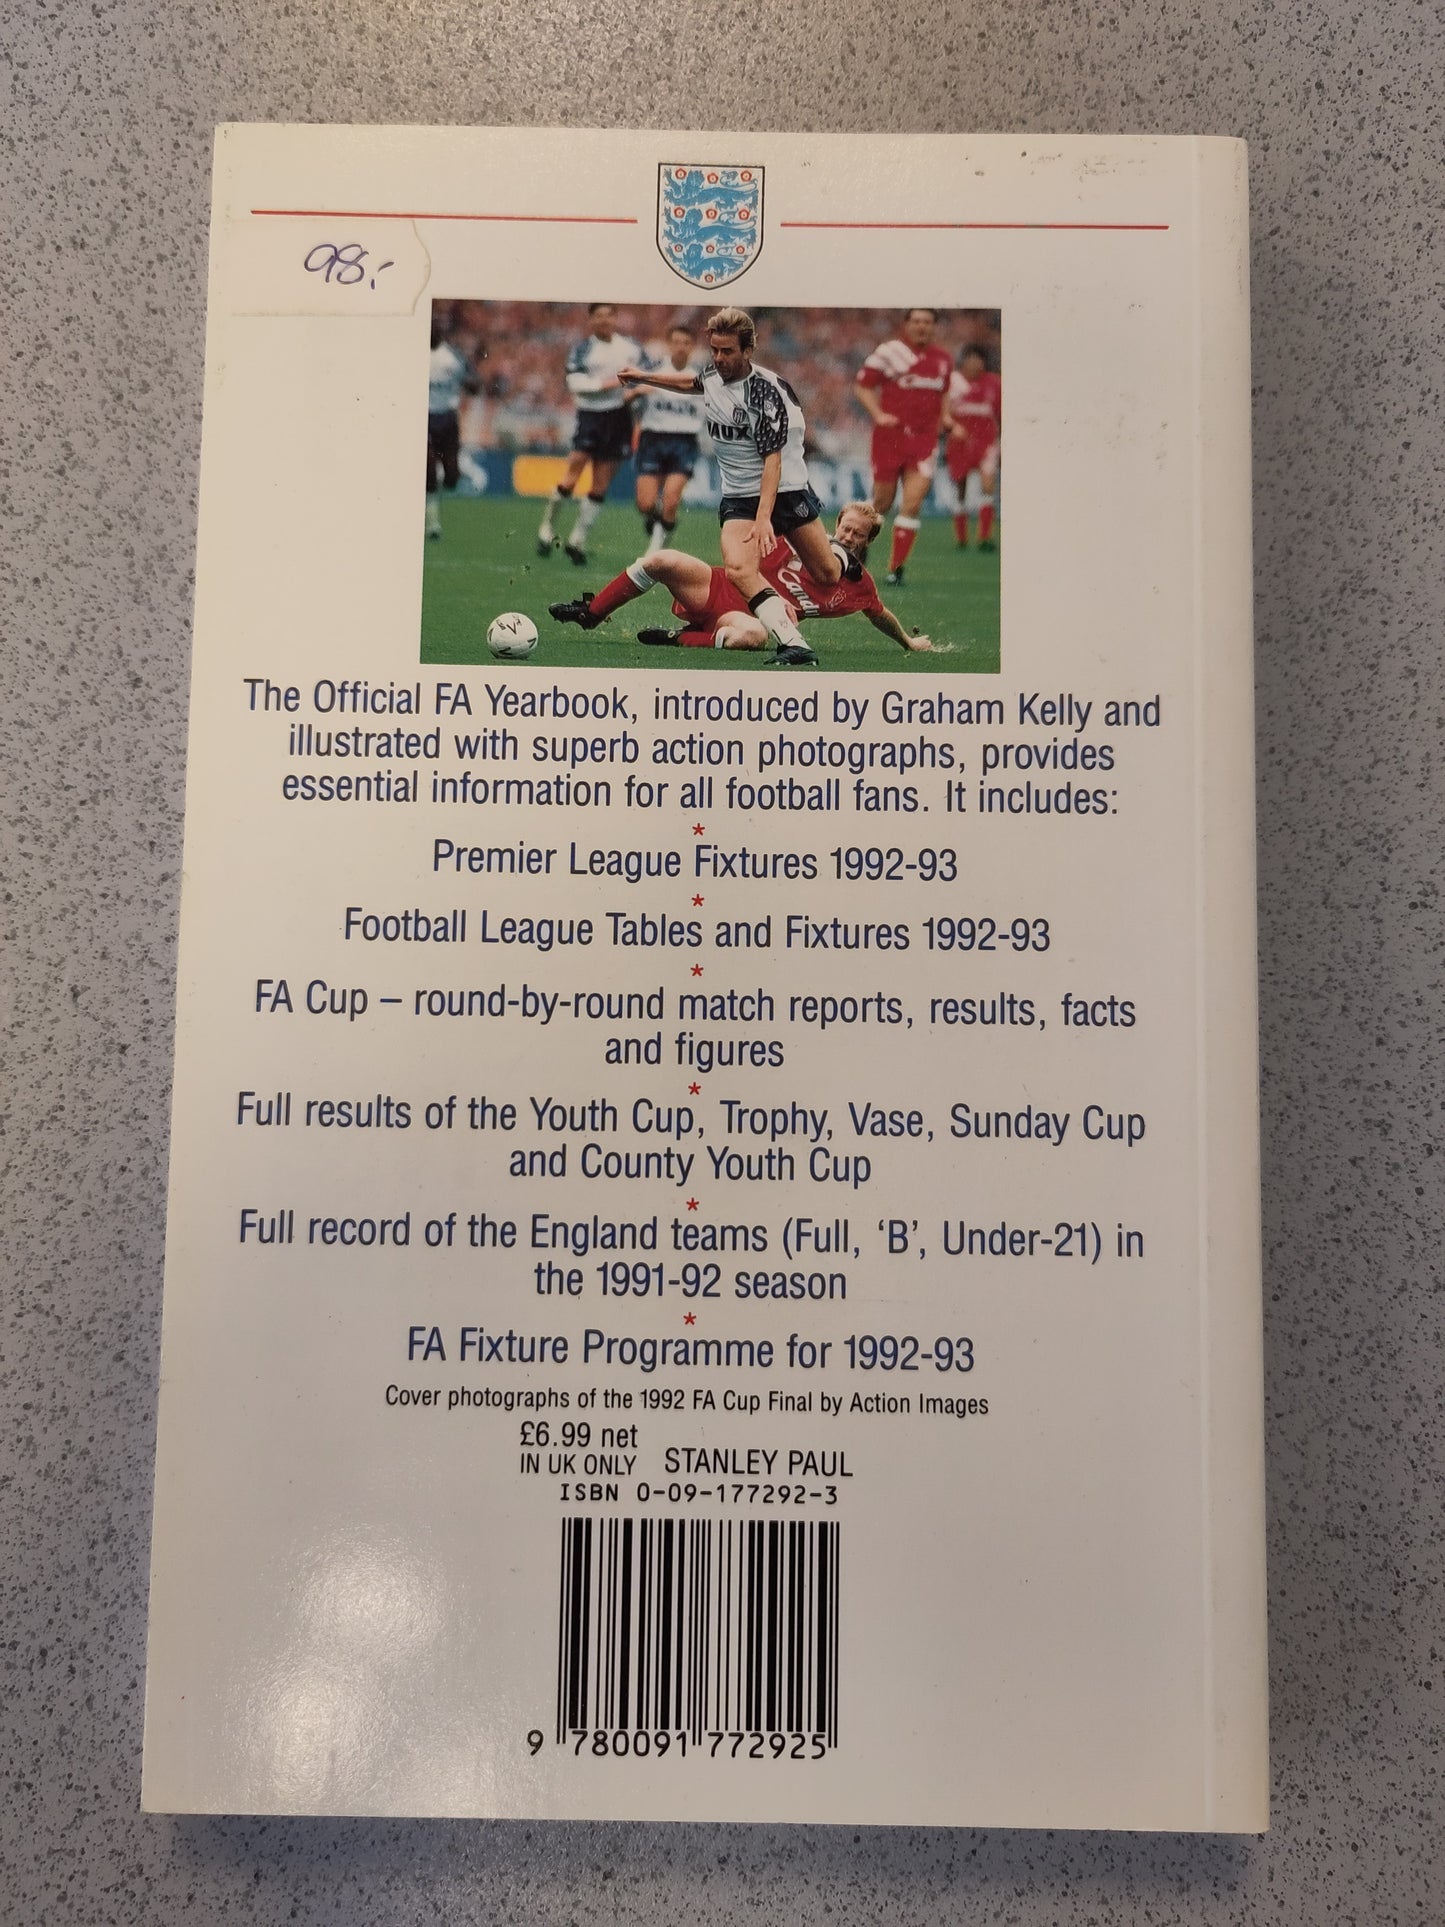 98.-
VAUX
Candy
Candy
The Official FA Yearbook, introduced by Graham Kelly and
illustrated with superb action photographs, provides
essential information for all football fans. It includes:
*
Premier League Fixtures 1992-93
*
Football League Tables and Fixtures 1992-93
*
FA Cup – round-by-round match reports, results, facts
and figures
*
Full results of the Youth Cup, Trophy, Vase, Sunday Cup
and County Youth Cup
*
Full record of the England teams (Full, ‘B’, Under-21) in
the 1991-92 season
*
FA Fixture Programme for 1992-93
Cover photographs of the 1992 FA Cup Final by Action Images
£6.99 net
IN UK ONLY STANLEY PAUL
ISBN 0-09-177292-3
9 780091 772925